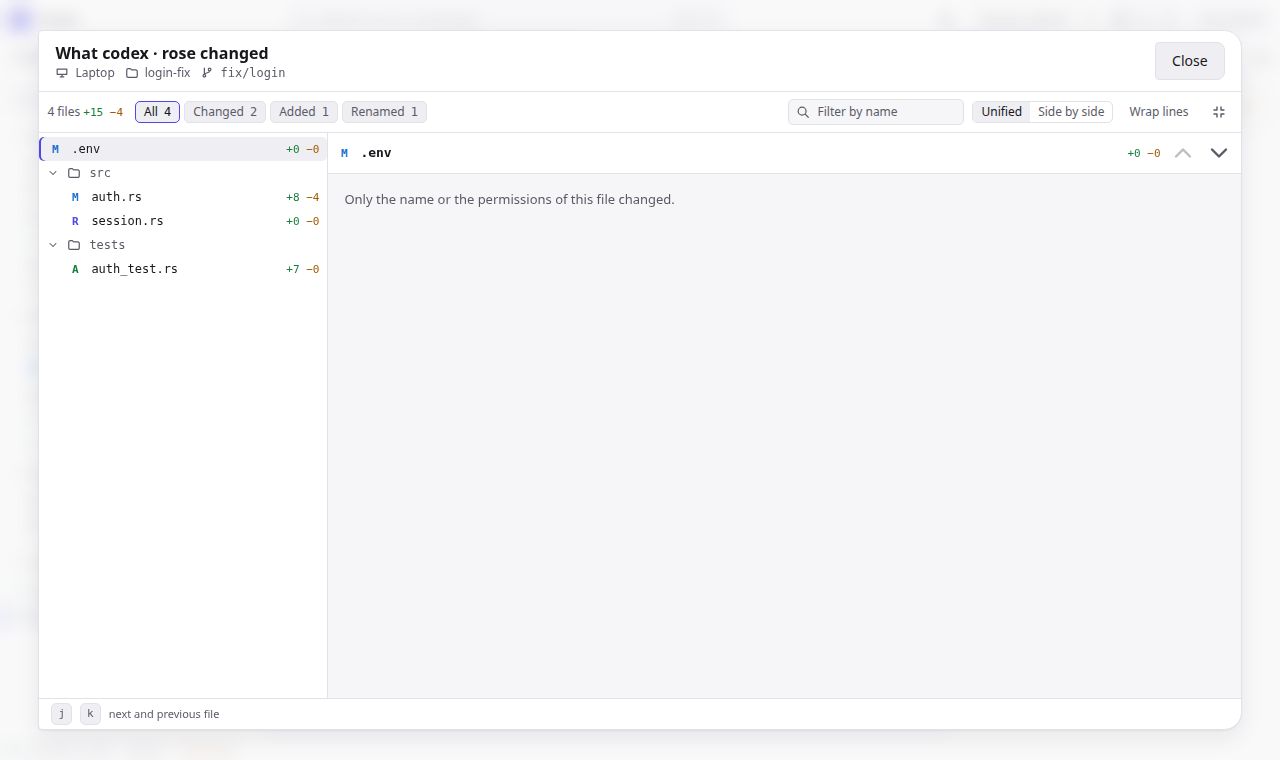 What codex · rose changed
Laptop login-fix fix/login
Close
4 files +15 −4 All 4 Changed 2 Added 1 Renamed 1 Filter by name Unified Side by side Wrap lines
M .env +0 −0
src
M auth.rs +8 −4
R session.rs +0 −0
tests
A auth_test.rs +7 −0
M .env +0 −0
Only the name or the permissions of this file changed.
j k next and previous file